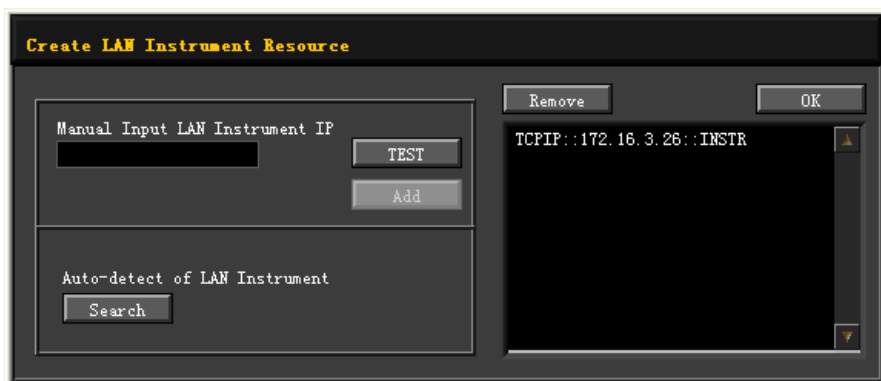 Create LAN Instrument Resource
Manual Input LAN Instrument IP
TEST
Add
Auto-detect of LAN Instrument
Search
Remove
OK
TCPIP::172.16.3.26::INSTR